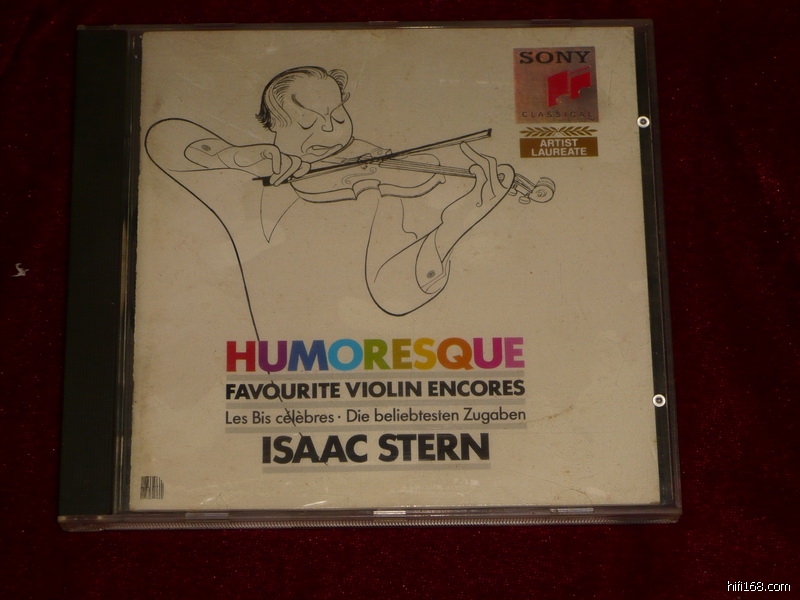 SONY
CLASSICAL
ARTIST
LAUREATE
HUMORESQUE
FAVOURITE VIOLIN ENCORES
Les Bis célèbres · Die beliebtesten Zugaben
ISAAC STERN
hifi168.com